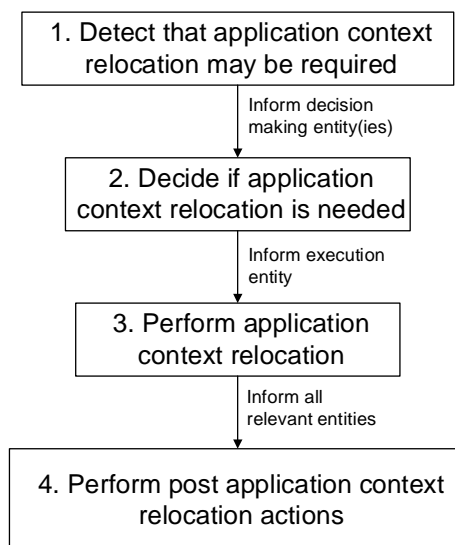 1. Detect that application context
relocation may be required
Inform decision
making entity(ies)
2. Decide if application
context relocation is needed
Inform execution
entity
3. Perform application
context relocation
Inform all
relevant entities
4. Perform post application context
relocation actions